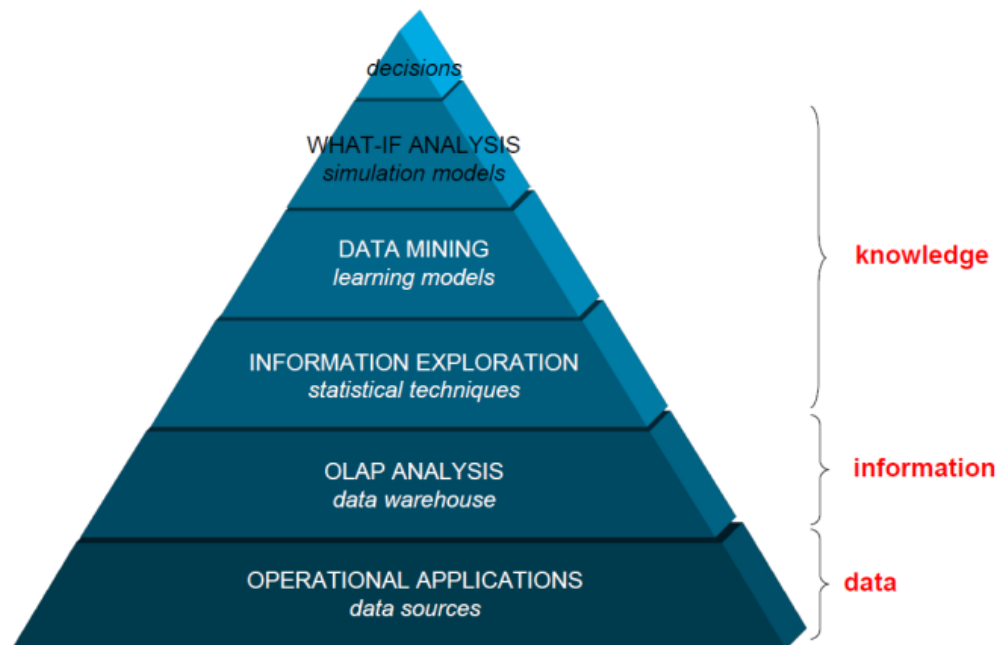 decisions
WHAT-IF ANALYSIS
simulation models
DATA MINING
learning models
knowledge
INFORMATION EXPLORATION
statistical techniques
OLAP ANALYSIS
data warehouse
information
OPERATIONAL APPLICATIONS
data sources
data